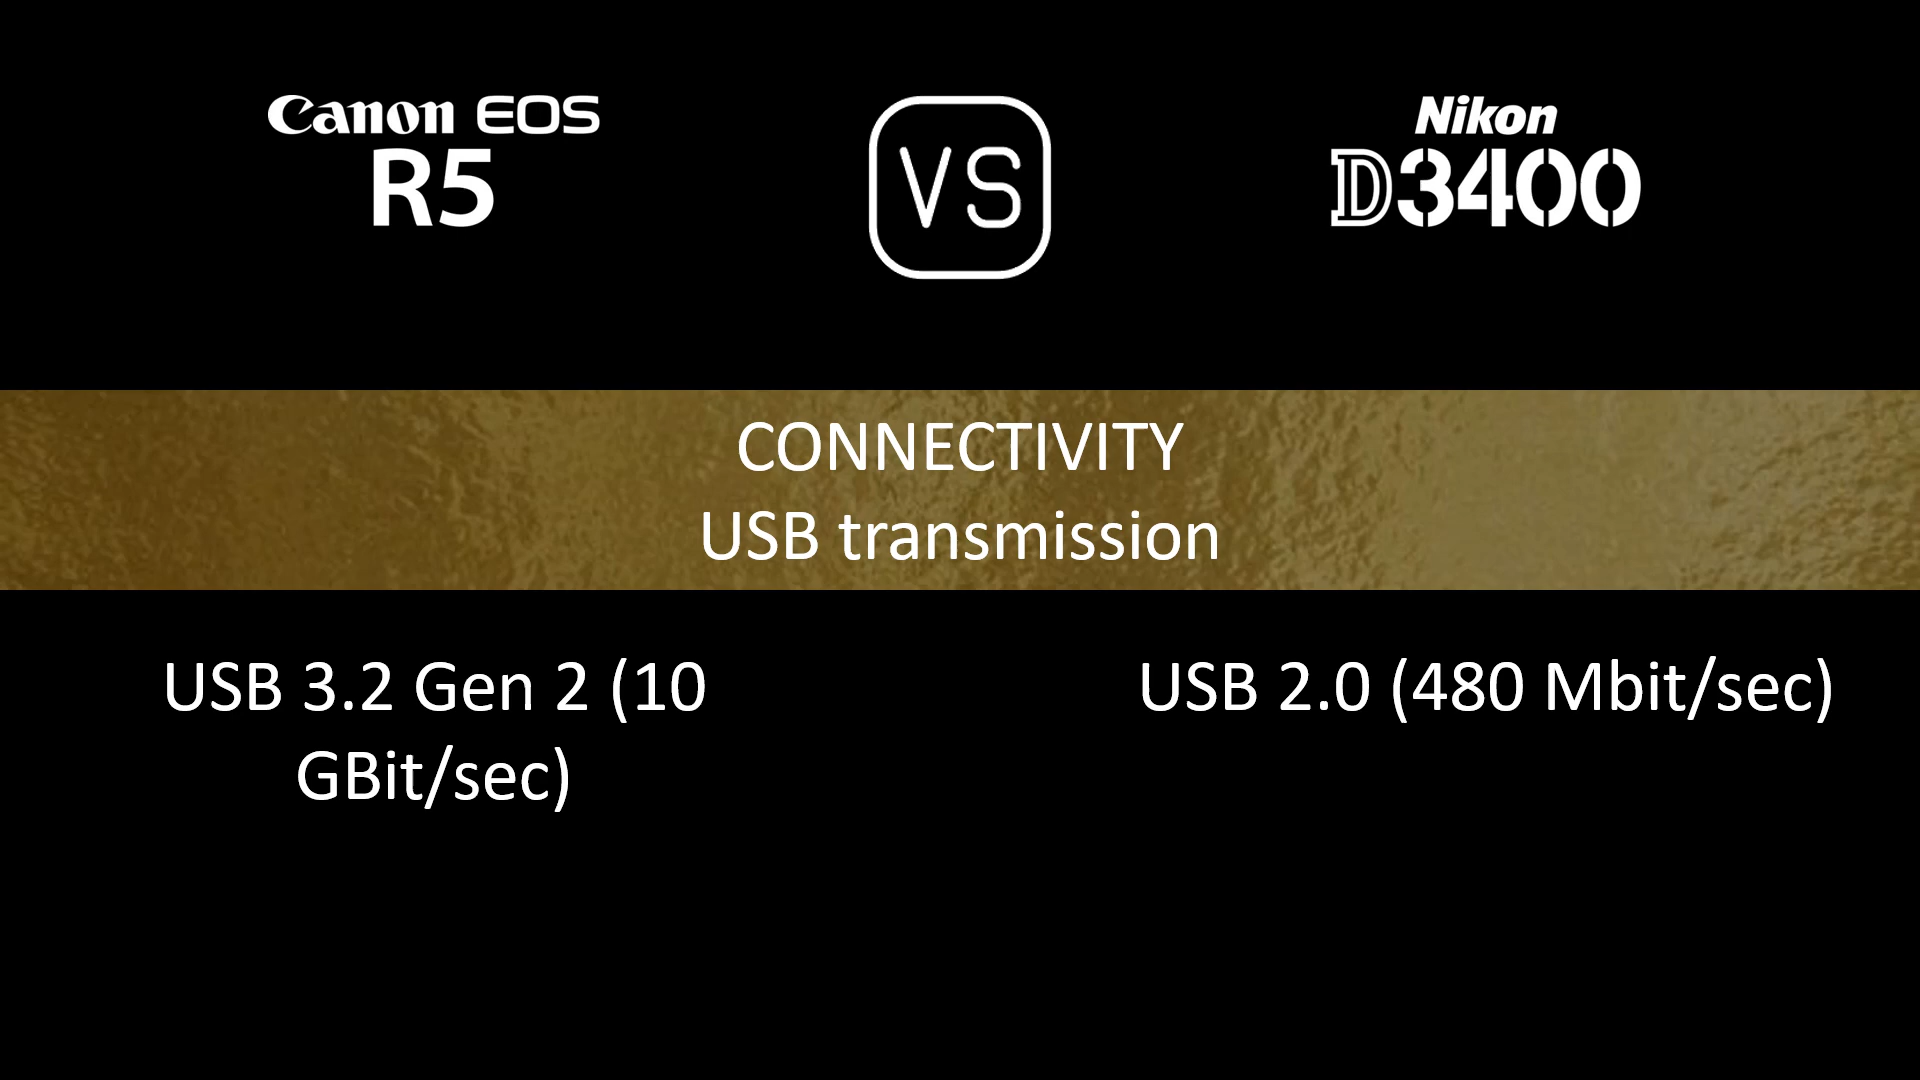 Canon EOS
R5
VS
Nikon
D3400
CONNECTIVITY
USB transmission
USB 3.2 Gen 2 (10
GBit/sec)
USB 2.0 (480 Mbit/sec)